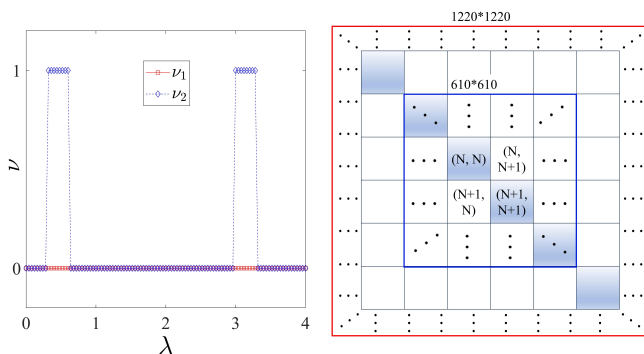 1
0
ν
ν₁
ν₂
0 1 2 3 4
λ
1220*1220
610*610
(N, N)
(N,
N+1)
(N+1,
N)
(N+1,
N+1)